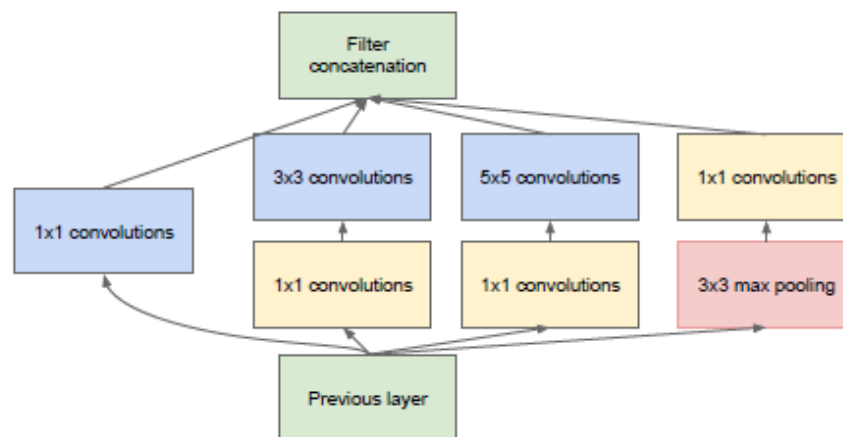 Filter
concatenation
3x3 convolutions
5x5 convolutions
1x1 convolutions
1x1 convolutions
1x1 convolutions
1x1 convolutions
3x3 max pooling
Previous layer